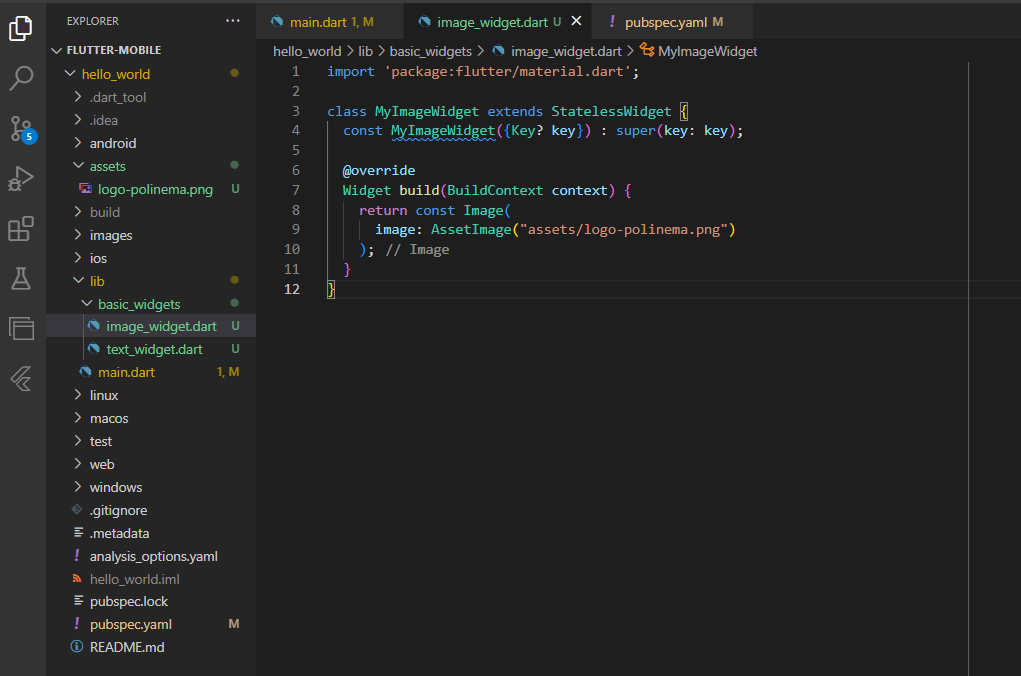 EXPLORER
FLUTTER-MOBILE
hello_world
.dart_tool
.idea
android
assets
logo-polinema.png U
build
images
ios
lib
basic_widgets
image_widget.dart U
text_widget.dart U
main.dart 1, M
linux
macos
test
web
windows
.gitignore
.metadata
analysis_options.yaml
hello_world.iml
pubspec.lock
pubspec.yaml M
README.md
5
main.dart 1, M
image_widget.dart U
pubspec.yaml M
hello_world > lib > basic_widgets > image_widget.dart > MyImageWidget
1 import 'package:flutter/material.dart';
2
3 class MyImageWidget extends StatelessWidget {
4 const MyImageWidget({Key? key}) : super(key: key);
5
6 @override
7 Widget build(BuildContext context) {
8 return const Image(
9 image: AssetImage("assets/logo-polinema.png")
10 ); // Image
11 }
12 }